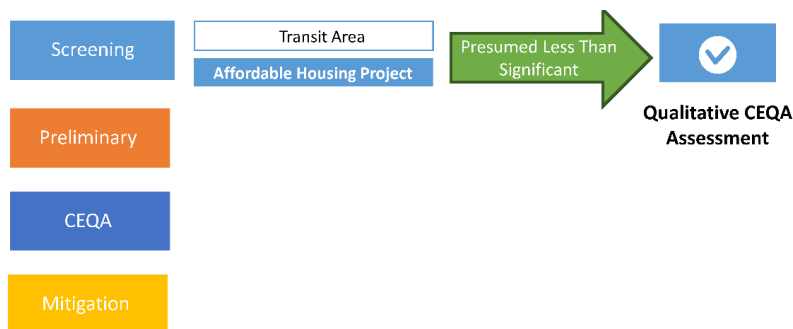 Screening
Transit Area
Affordable Housing Project
Presumed Less Than
Significant
Qualitative CEQA
Assessment
Preliminary
CEQA
Mitigation